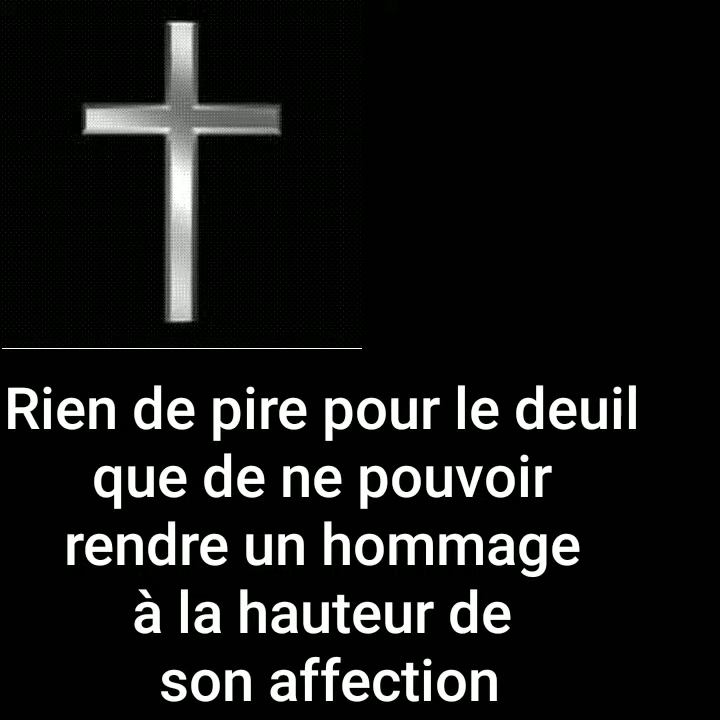 Rien de pire pour le deuil
que de ne pouvoir
rendre un hommage
à la hauteur de
son affection